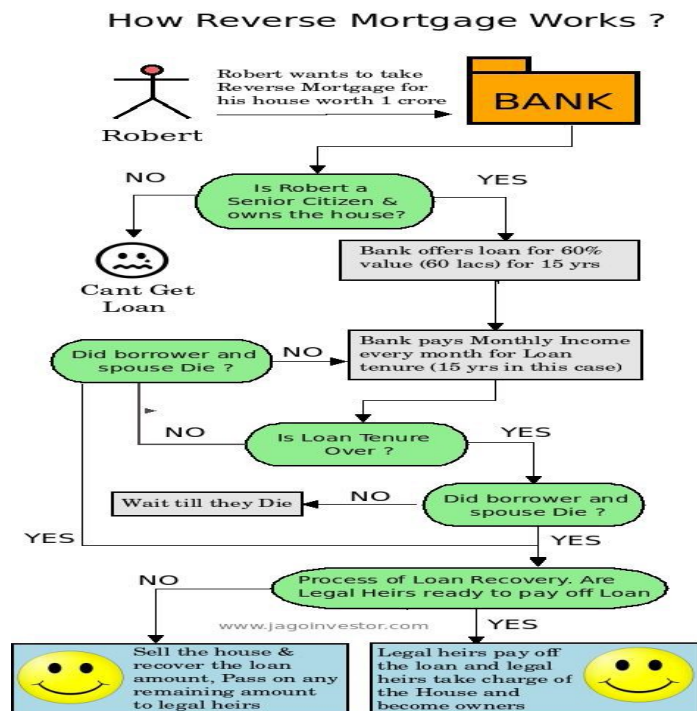 How Reverse Mortgage Works ?
Robert wants to take
Reverse Mortgage for
his house worth 1 crore
BANK
Robert
NO
YES
Is Robert a
Senior Citizen &
owns the house?
Cant Get
Loan
Bank offers loan for 60%
value (60 lacs) for 15 yrs
Did borrower and
spouse Die ?
NO
Bank pays Monthly Income
every month for Loan
tenure (15 yrs in this case)
NO
Is Loan Tenure
Over ?
YES
Wait till they Die
NO
Did borrower and
spouse Die ?
YES
YES
NO
Process of Loan Recovery. Are
Legal Heirs ready to pay off Loan
www.jagoinvestor.com
YES
Sell the house &
recover the loan
amount, Pass on any
remaining amount
to legal heirs
Legal heirs pay off
the loan and legal
heirs take charge of
the House and
become owners